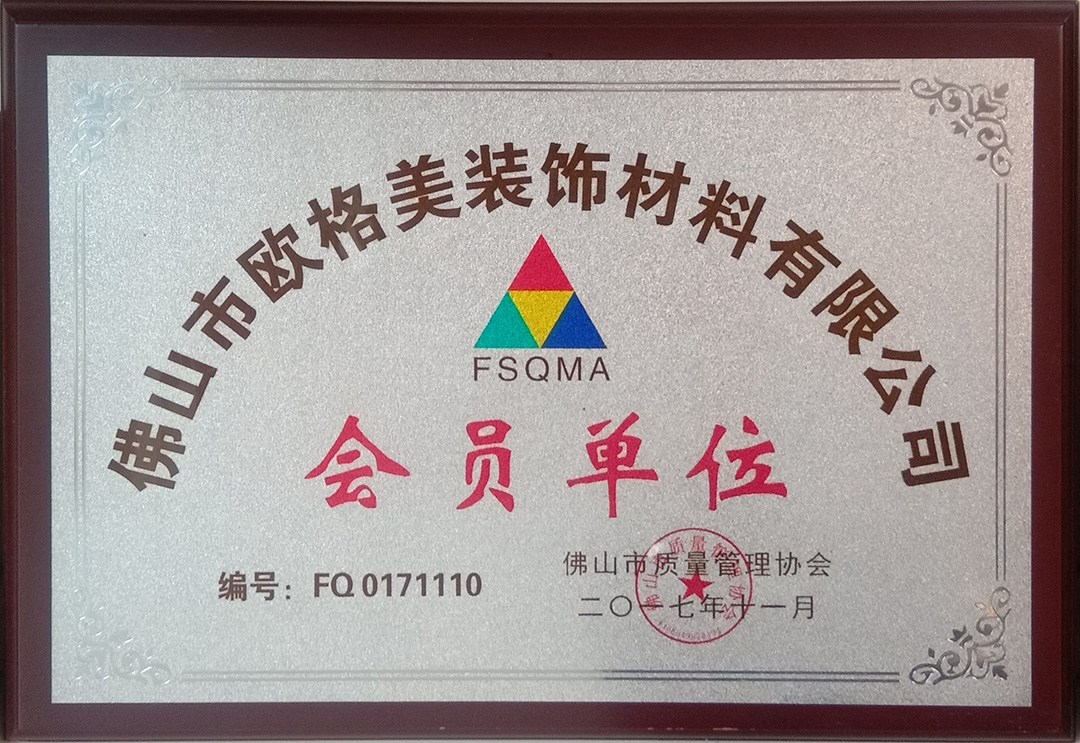 佛山市欧格美装饰材料有限公司
FSQMA
会员单位
编号：FQ 0171110
佛山市质量管理协会
二〇一七年十一月